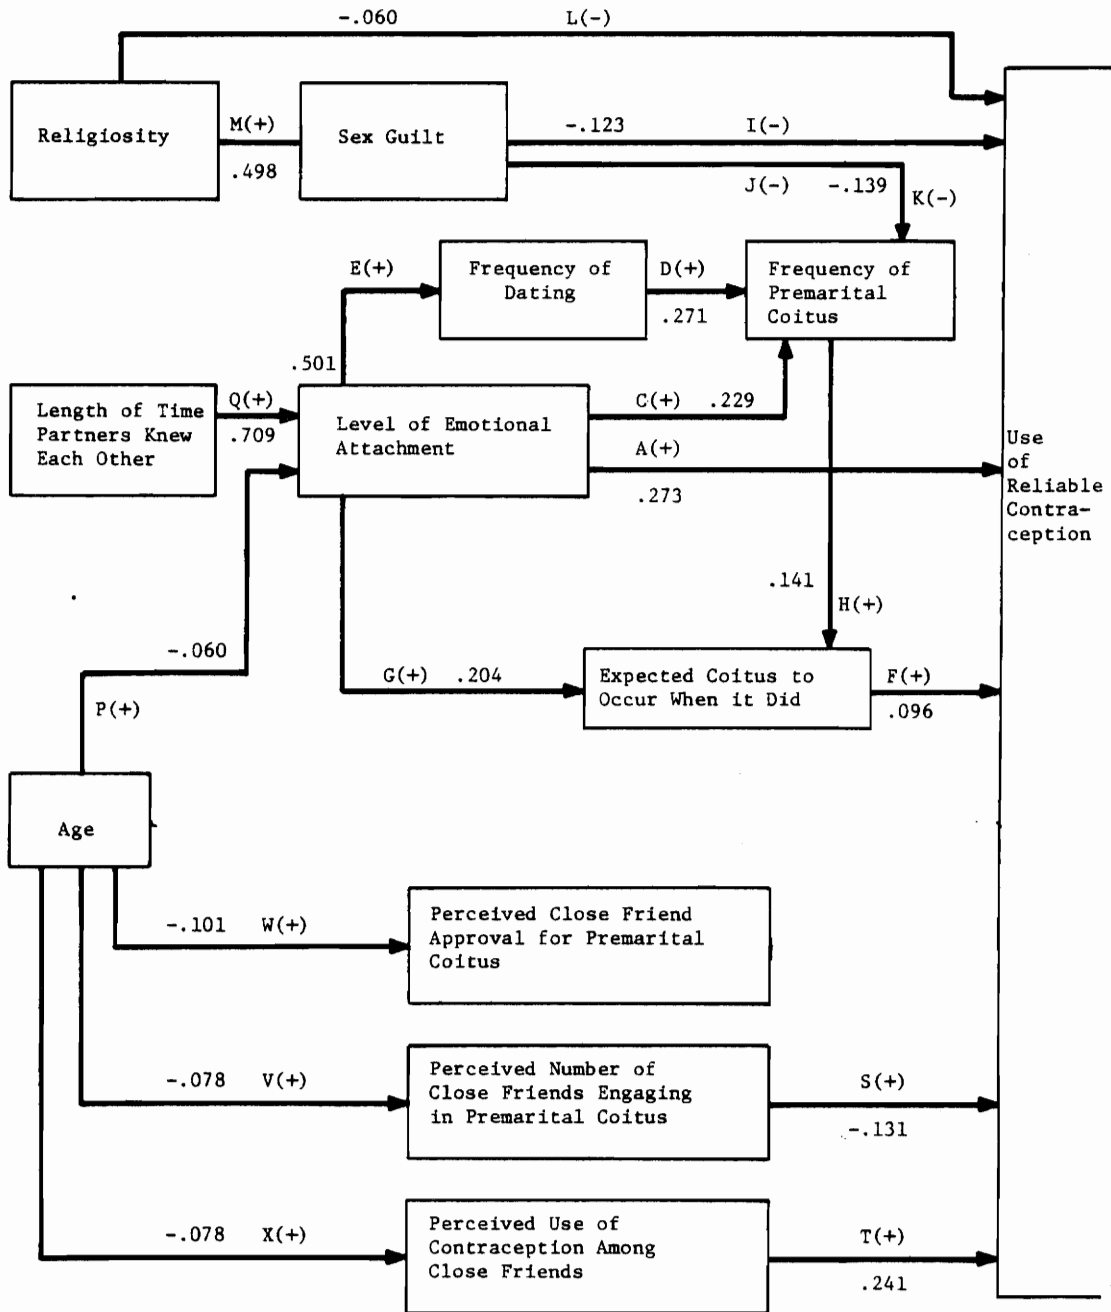 -.060 L(-)
Religiosity
M(+)
.498
Sex Guilt
-.123 I(-)
J(-) -.139
K(-)
E(+)
Frequency of
Dating
D(+)
.271
Frequency of
Premarital
Coitus
.501
Length of Time
Partners Knew
Each Other
Q(+)
.709
Level of Emotional
Attachment
C(+) .229
A(+)
.273
Use
of
Reliable
Contra-
ception
.141
H(+)
-.060
P(+)
G(+) .204
Expected Coitus to
Occur When it Did
F(+)
.096
Age
-.101 W(+)
Perceived Close Friend
Approval for Premarital
Coitus
-.078 V(+)
Perceived Number of
Close Friends Engaging
in Premarital Coitus
S(+)
-.131
-.078 X(+)
Perceived Use of
Contraception Among
Close Friends
T(+)
.241